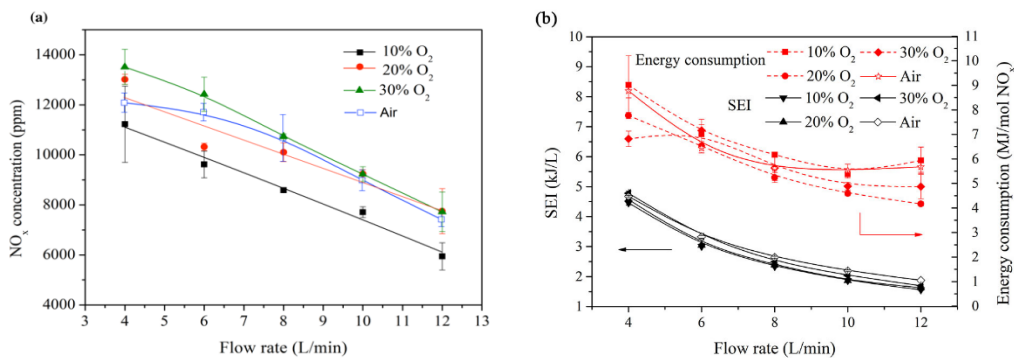 (a)
NOx concentration (ppm)
14000
12000
10000
8000
6000
4000
3 4 5 6 7 8 9 10 11 12 13
Flow rate (L/min)
10% O2
20% O2
30% O2
Air
(b)
SEI (kJ/L)
10
9
8
7
6
5
4
3
2
1
4 6 8 10 12
Flow rate (L/min)
Energy consumption
10% O2 30% O2
20% O2 Air
SEI
10% O2 30% O2
20% O2 Air
11
10
9
8
7
6
5
4
3
2
1
0
Energy consumption (MJ/mol NOx)